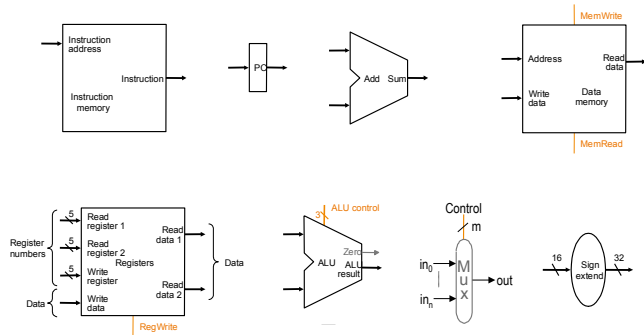 Instruction
address
Instruction
Instruction
memory
PC
Add Sum
MemWrite
Address
Read
data
Write
data
Data
memory
MemRead
Register
numbers
Data
5
5
5
Read
register 1
Read
register 2
Write
register
Write
data
Registers
Read
data 1
Read
data 2
Data
RegWrite
3
ALU control
Zero
ALU
ALU
result
Control
m
in0
inn
Mux
out
16
32
Sign
extend